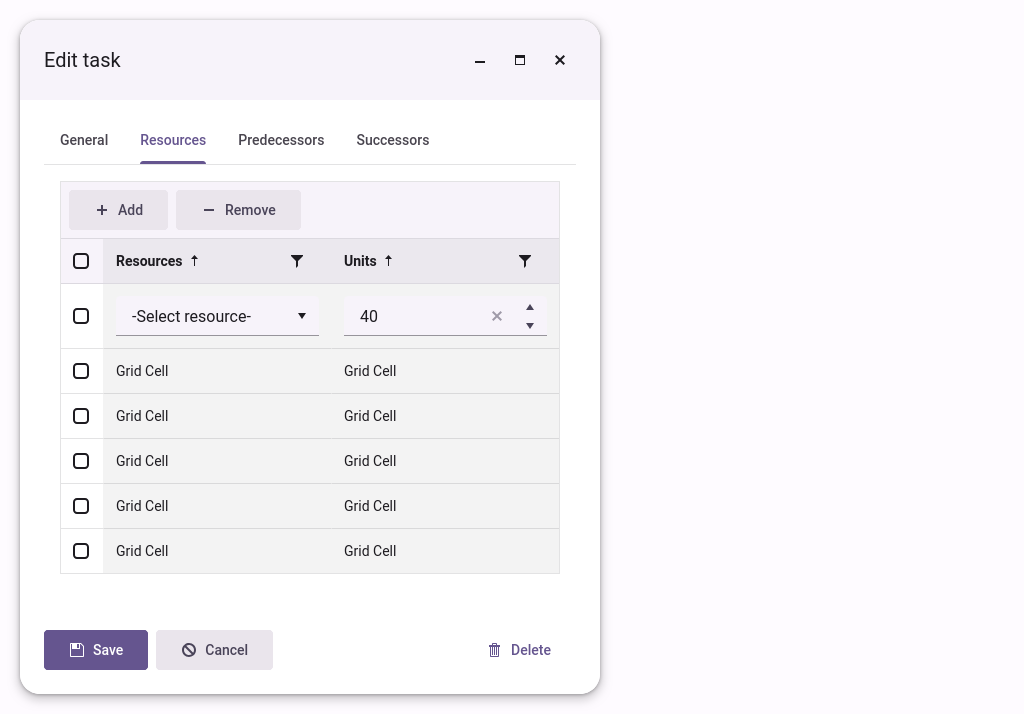 Edit task
General Resources Predecessors Successors
Add Remove
Resources Units
-Select resource- 40
Grid Cell Grid Cell
Grid Cell Grid Cell
Grid Cell Grid Cell
Grid Cell Grid Cell
Grid Cell Grid Cell
Save Cancel Delete